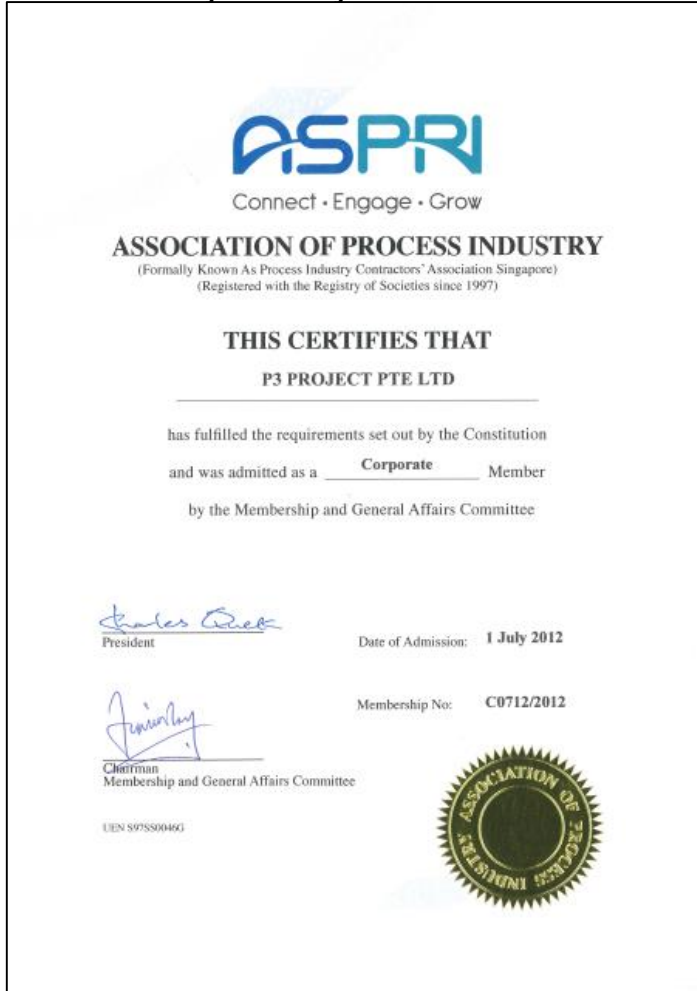 ASPRI
Connect • Engage • Grow
ASSOCIATION OF PROCESS INDUSTRY
(Formally Known As Process Industry Contractors' Association Singapore)
(Registered with the Registry of Societies since 1997)
THIS CERTIFIES THAT
P3 PROJECT PTE LTD
has fulfilled the requirements set out by the Constitution
and was admitted as a Corporate Member
by the Membership and General Affairs Committee
Charles Quek
President
Date of Admission: 1 July 2012
Membership No: C0712/2012
Chairman
Membership and General Affairs Committee
UEN S97SS0046G
ASSOCIATION OF PROCESS INDUSTRY